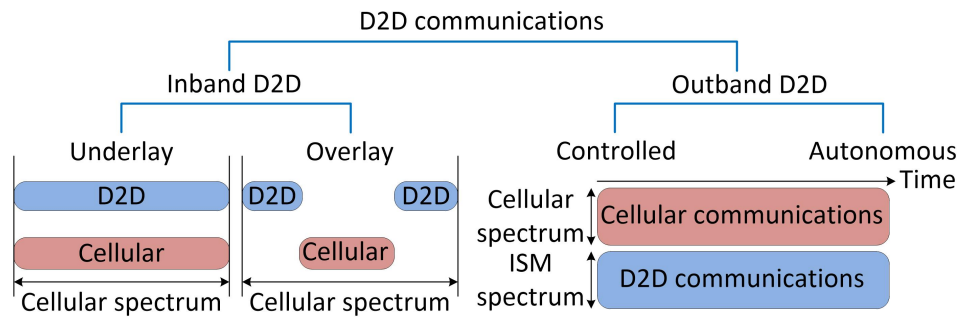 D2D communications
Inband D2D
Outband D2D
Underlay
Overlay
Controlled
Autonomous
Time
D2D
D2D
D2D
Cellular
Cellular
Cellular spectrum
Cellular spectrum
Cellular
spectrum
Cellular communications
ISM
spectrum
D2D communications